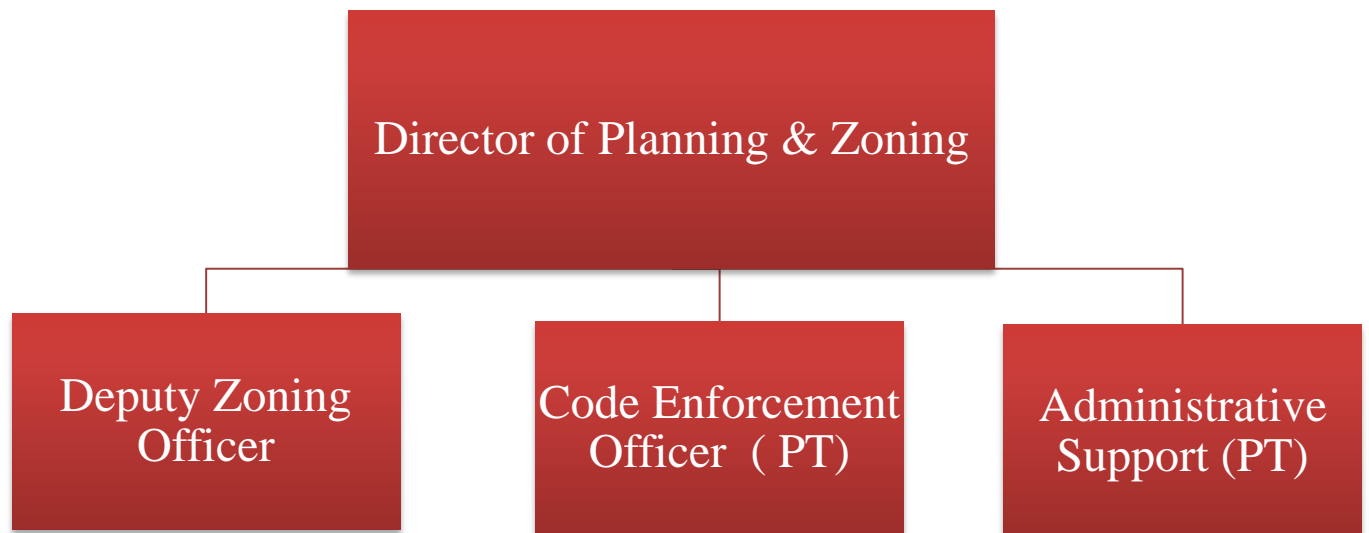 Director of Planning & Zoning
Deputy Zoning
Officer
Code Enforcement
Officer  ( PT)
Administrative
Support (PT)